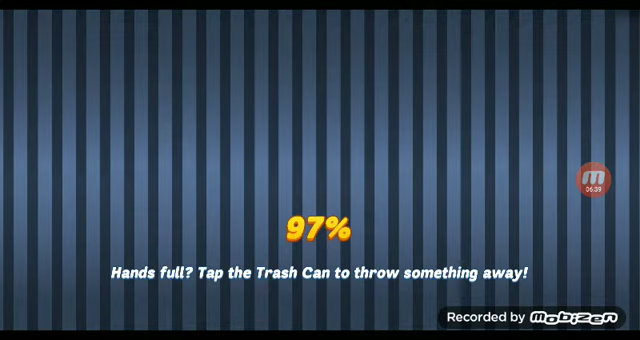 97%
Hands full? Tap the Trash Can to throw something away!
06:39
Recorded by mobizen